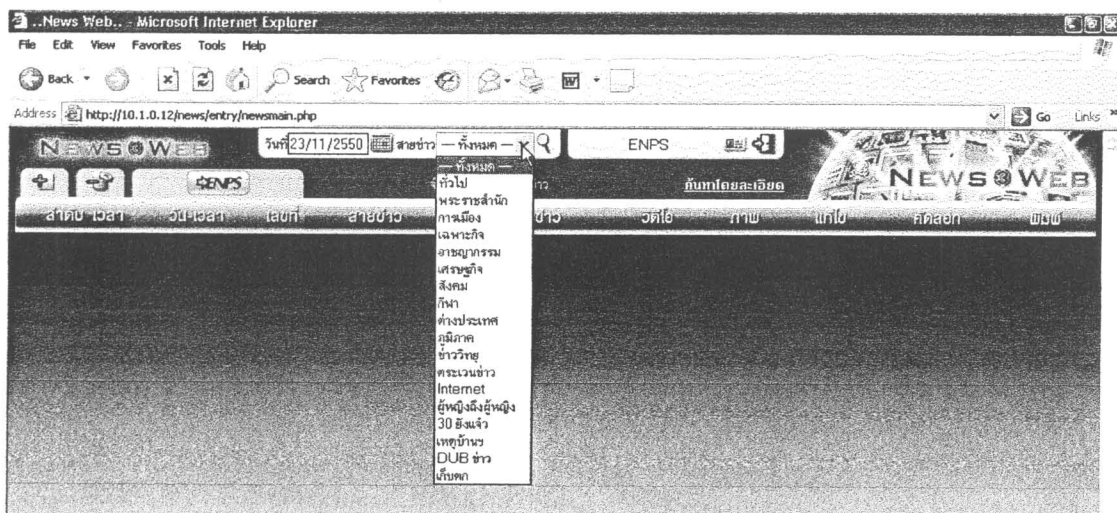 ..News Web.. - Microsoft Internet Explorer
File Edit View Favorites Tools Help
Back Search Favorites
Address http://10.1.0.12/news/entry/newsmain.php Go Links
NEWS@WEB วันที่ 23/11/2550 สายข่าว — ทั้งหมด — ENPS
ENPS ค้นหาโดยละเอียด NEWS 3 WEB
ลำดับ เวลา วัน-เวลา เลขที่ สายข่าว ข่าว วิดีโอ ภาพ แก้ไข คัดลอก พิมพ์
— ทั้งหมด —
ทั่วไป
พระราชสำนัก
การเมือง
เฉพาะกิจ
อาชญากรรม
เศรษฐกิจ
สังคม
กีฬา
ต่างประเทศ
ภูมิภาค
ข่าววิทยุ
ตระเวนข่าว
Internet
ผู้หญิงถึงผู้หญิง
30 ยังแจ๋ว
เหตุบ้านฯ
DUB ข่าว
เก็บตก